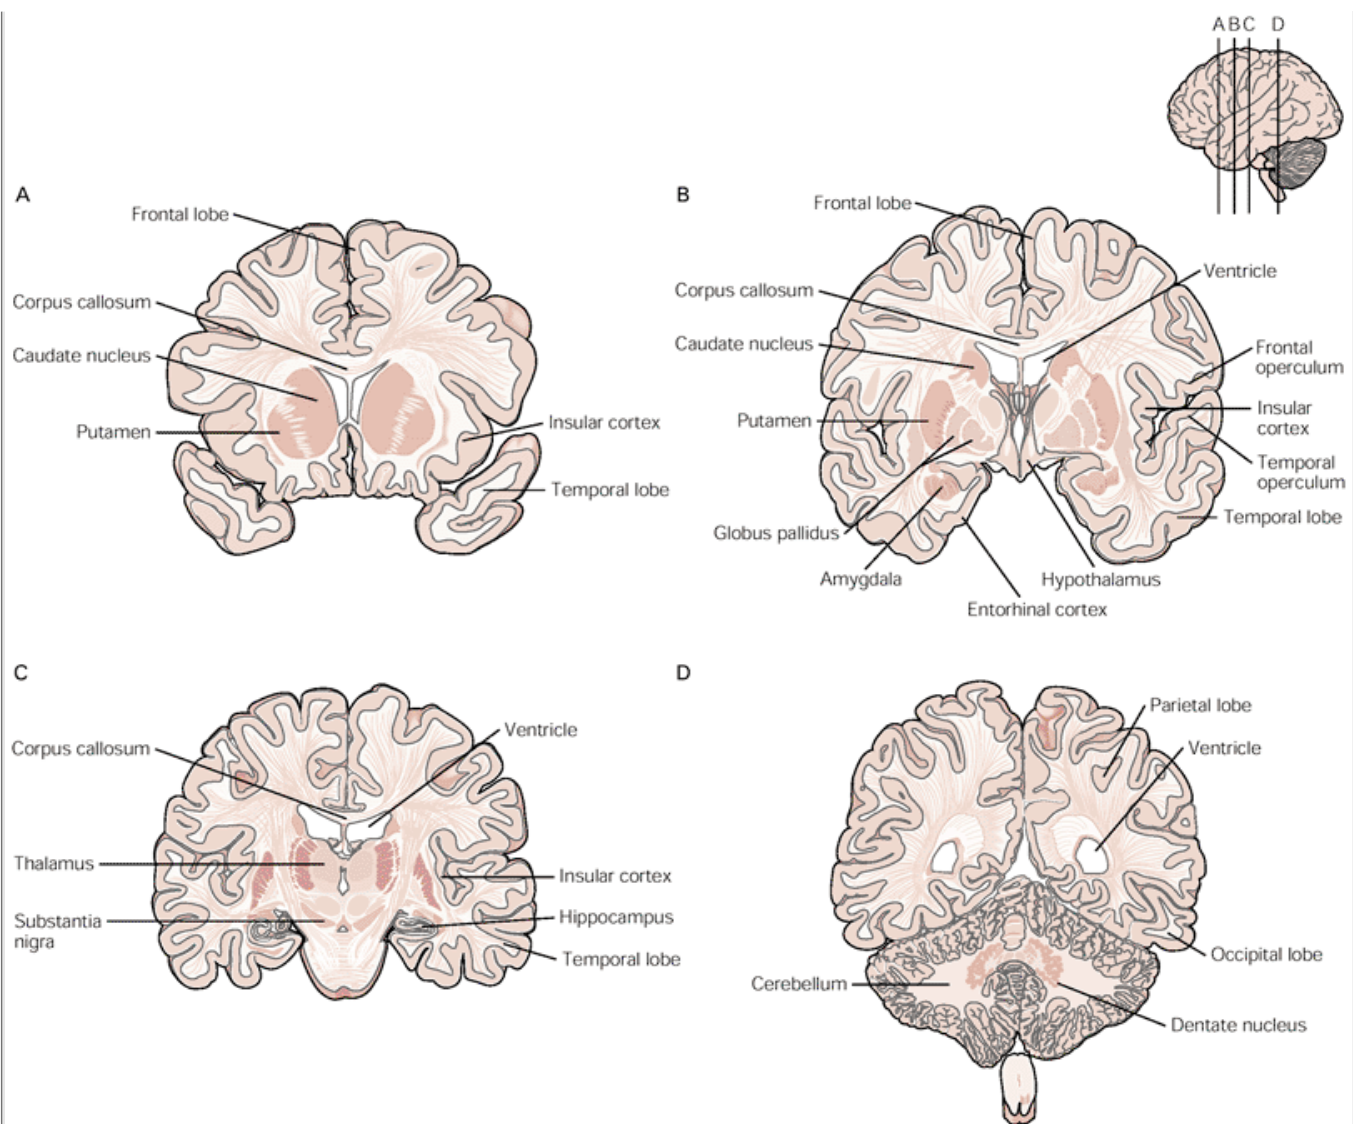 A B C D
A
Frontal lobe
Corpus callosum
Caudate nucleus
Putamen
Insular cortex
Temporal lobe
B
Frontal lobe
Corpus callosum
Caudate nucleus
Putamen
Globus pallidus
Amygdala
Entorhinal cortex
Hypothalamus
Ventricle
Frontal
operculum
Insular
cortex
Temporal
operculum
Temporal lobe
C
Corpus callosum
Thalamus
Substantia
nigra
Ventricle
Insular cortex
Hippocampus
Temporal lobe
D
Parietal lobe
Ventricle
Occipital lobe
Cerebellum
Dentate nucleus